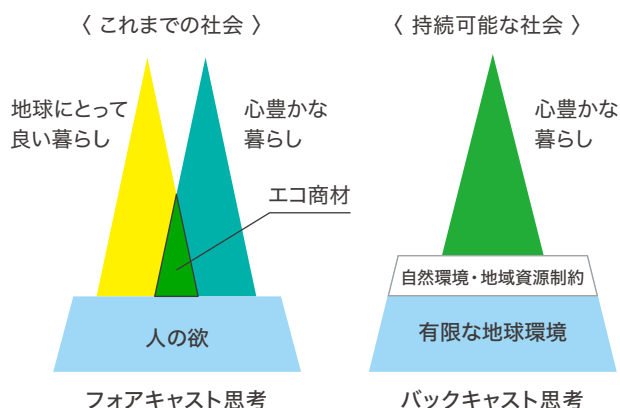 〈 これまでの社会 〉
地球にとって
良い暮らし
心豊かな
暮らし
エコ商材
人の欲
フォアキャスト思考
〈 持続可能な社会 〉
心豊かな
暮らし
自然環境・地域資源制約
有限な地球環境
バックキャスト思考